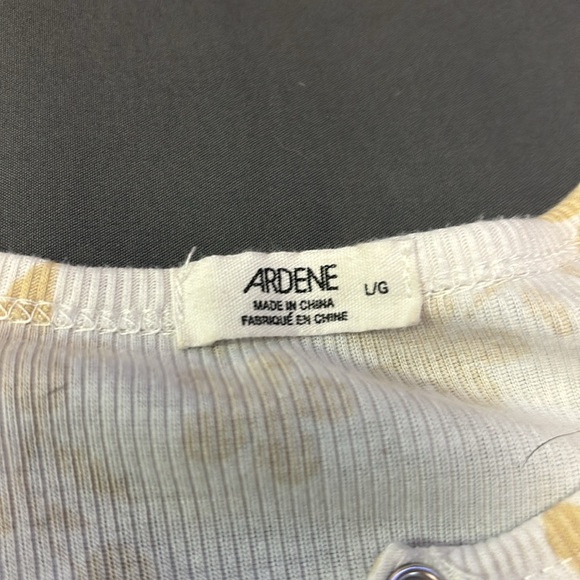 ARDENE
L/G
MADE IN CHINA
FABRIQUÉ EN CHINE